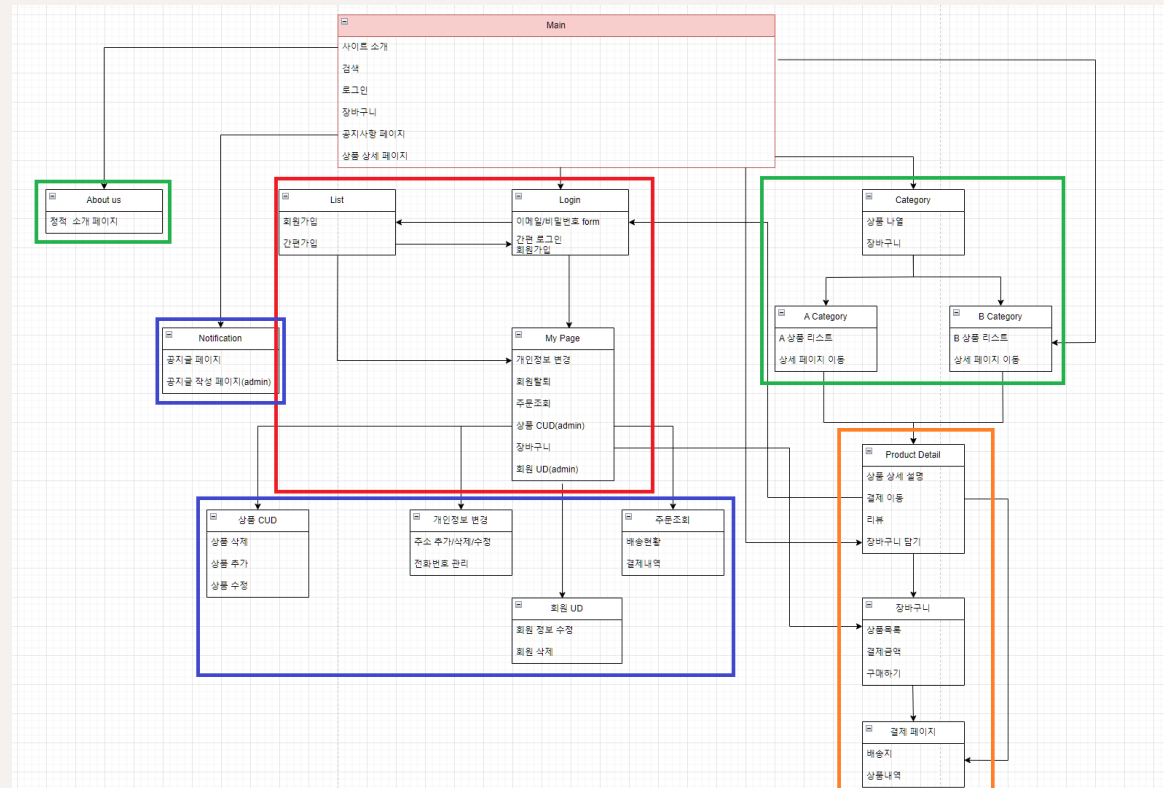 Main
사이트 소개
검색
로그인
장바구니
공지사항 페이지
상품 상세 페이지
About us
정적 소개 페이지
List
회원가입
간편가입
Login
이메일/비밀번호 form
간편 로그인
회원가입
Category
상품 나열
장바구니
A Category
A 상품 리스트
상세 페이지 이동
B Category
B 상품 리스트
상세 페이지 이동
Notification
공지글 페이지
공지글 작성 페이지(admin)
My Page
개인정보 변경
회원탈퇴
주문조회
상품 CUD(admin)
장바구니
회원 UD(admin)
Product Detail
상품 상세 설명
결제 이동
리뷰
장바구니 담기
상품 CUD
상품 삭제
상품 추가
상품 수정
개인정보 변경
주소 추가/삭제/수정
전화번호 관리
주문조회
배송현황
결제내역
회원 UD
회원 정보 수정
회원 삭제
장바구니
상품목록
결제금액
구매하기
결제 페이지
배송지
상품내역